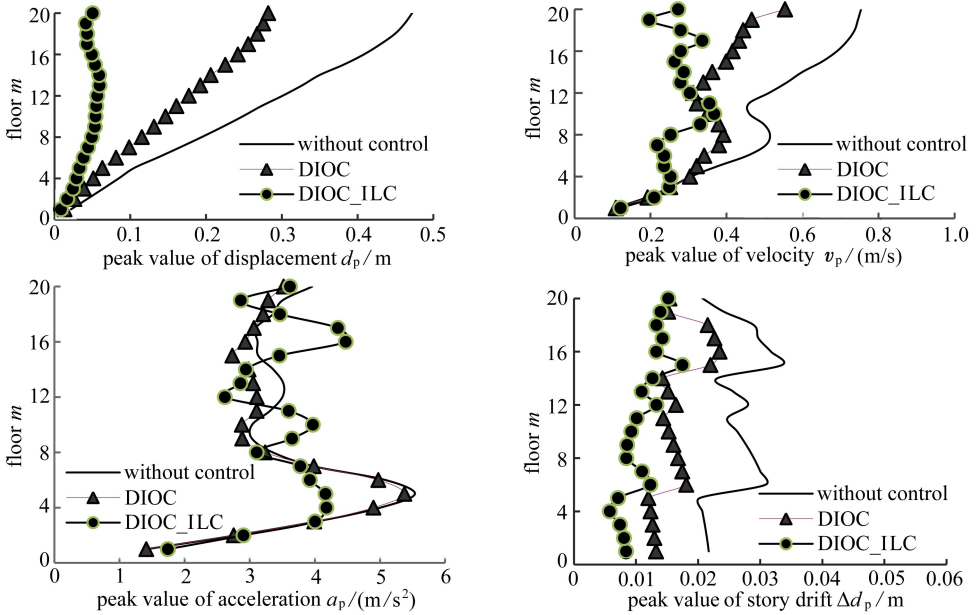 20
16
12
8
4
0
floor m
without control
DIOC
DIOC_ILC
0 0.1 0.2 0.3 0.4 0.5
peak value of displacement dp / m
20
16
12
8
4
0
floor m
without control
DIOC
DIOC_ILC
0.2 0.4 0.6 0.8 1.0
peak value of velocity vp / (m/s)
20
16
12
8
4
0
floor m
without control
DIOC
DIOC_ILC
0 1 2 3 4 5 6
peak value of acceleration ap / (m/s²)
20
16
12
8
4
0
floor m
without control
DIOC
DIOC_ILC
0 0.01 0.02 0.03 0.04 0.05 0.06
peak value of story drift Δdp / m